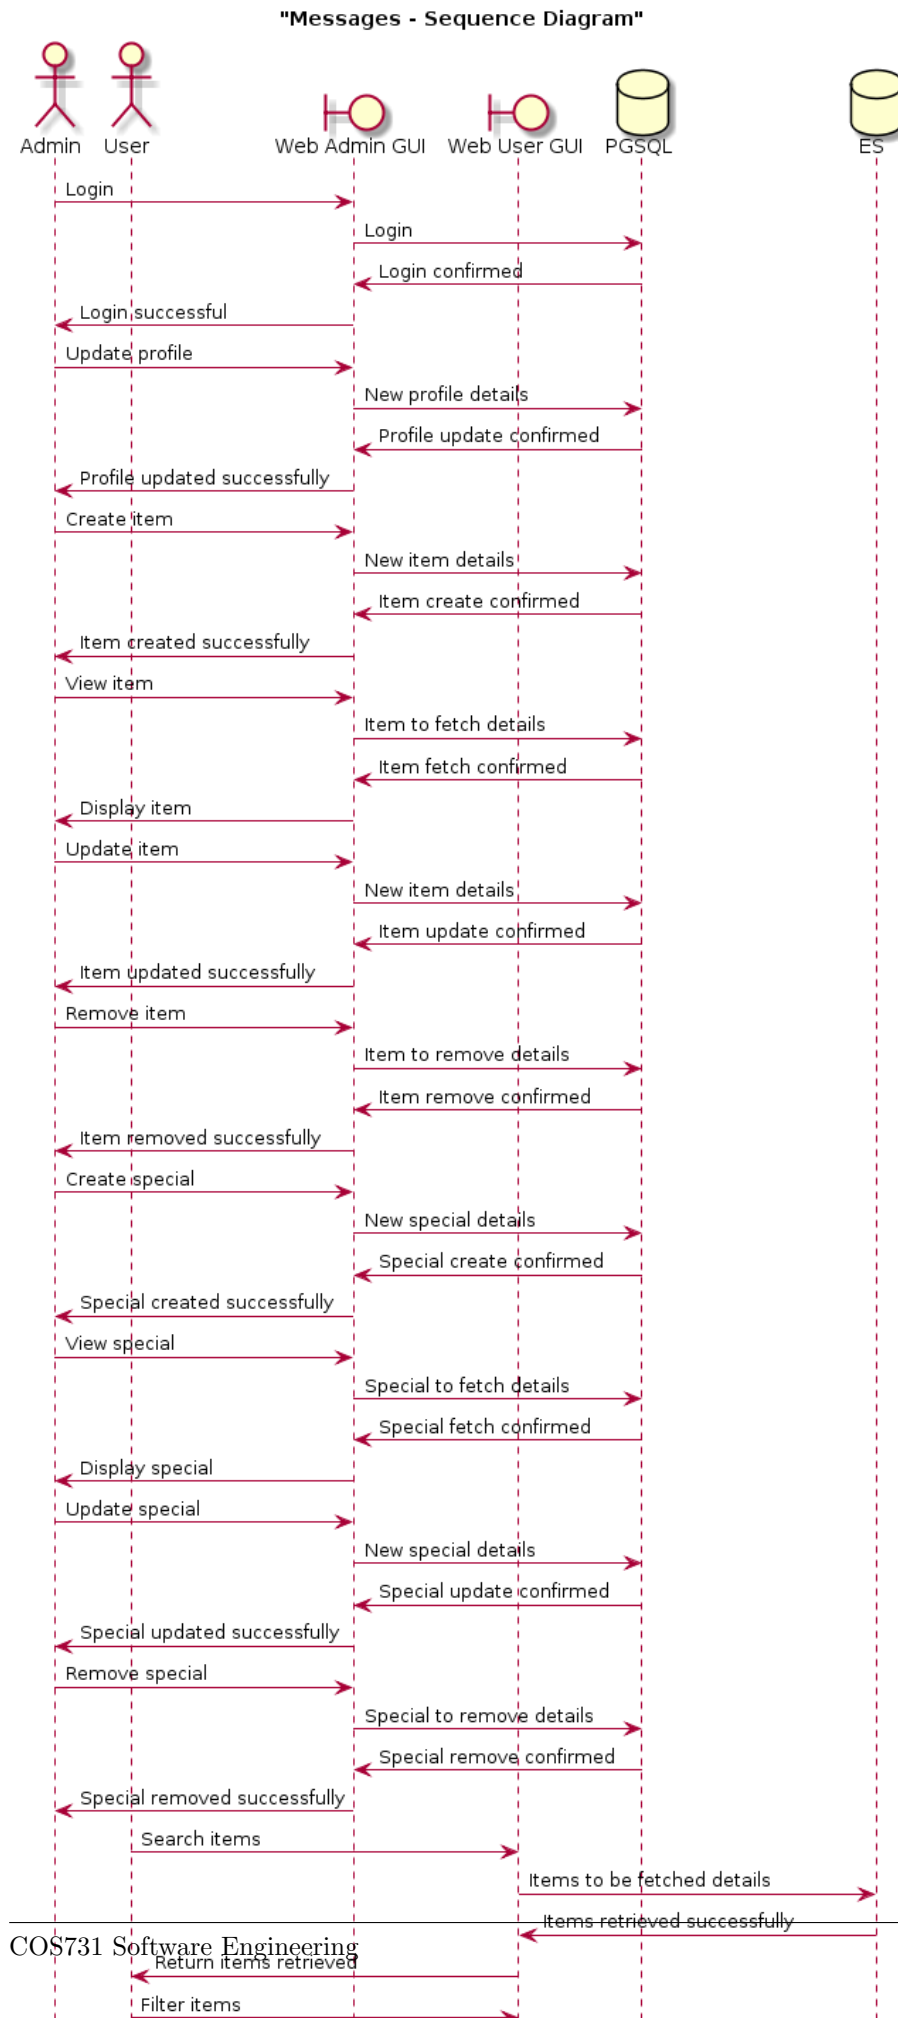 "Messages - Sequence Diagram"
Admin User Web Admin GUI Web User GUI PGSQL ES
Login
Login
Login confirmed
Login successful
Update profile
New profile details
Profile update confirmed
Profile updated successfully
Create item
New item details
Item create confirmed
Item created successfully
View item
Item to fetch details
Item fetch confirmed
Display item
Update item
New item details
Item update confirmed
Item updated successfully
Remove item
Item to remove details
Item remove confirmed
Item removed successfully
Create special
New special details
Special create confirmed
Special created successfully
View special
Special to fetch details
Special fetch confirmed
Display special
Update special
New special details
Special update confirmed
Special updated successfully
Remove special
Special to remove details
Special remove confirmed
Special removed successfully
Search items
Items to be fetched details
Items retrieved successfully
COS731 Software Engineering
Return items retrieved
Filter items